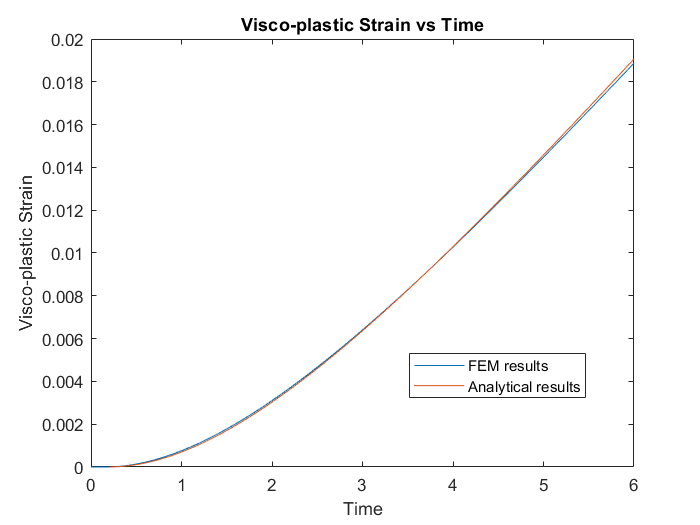 Visco-plastic Strain vs Time
0.02
0.018
0.016
0.014
0.012
0.01
0.008
0.006
0.004
0.002
0
Visco-plastic Strain
FEM results
Analytical results
0 1 2 3 4 5 6
Time